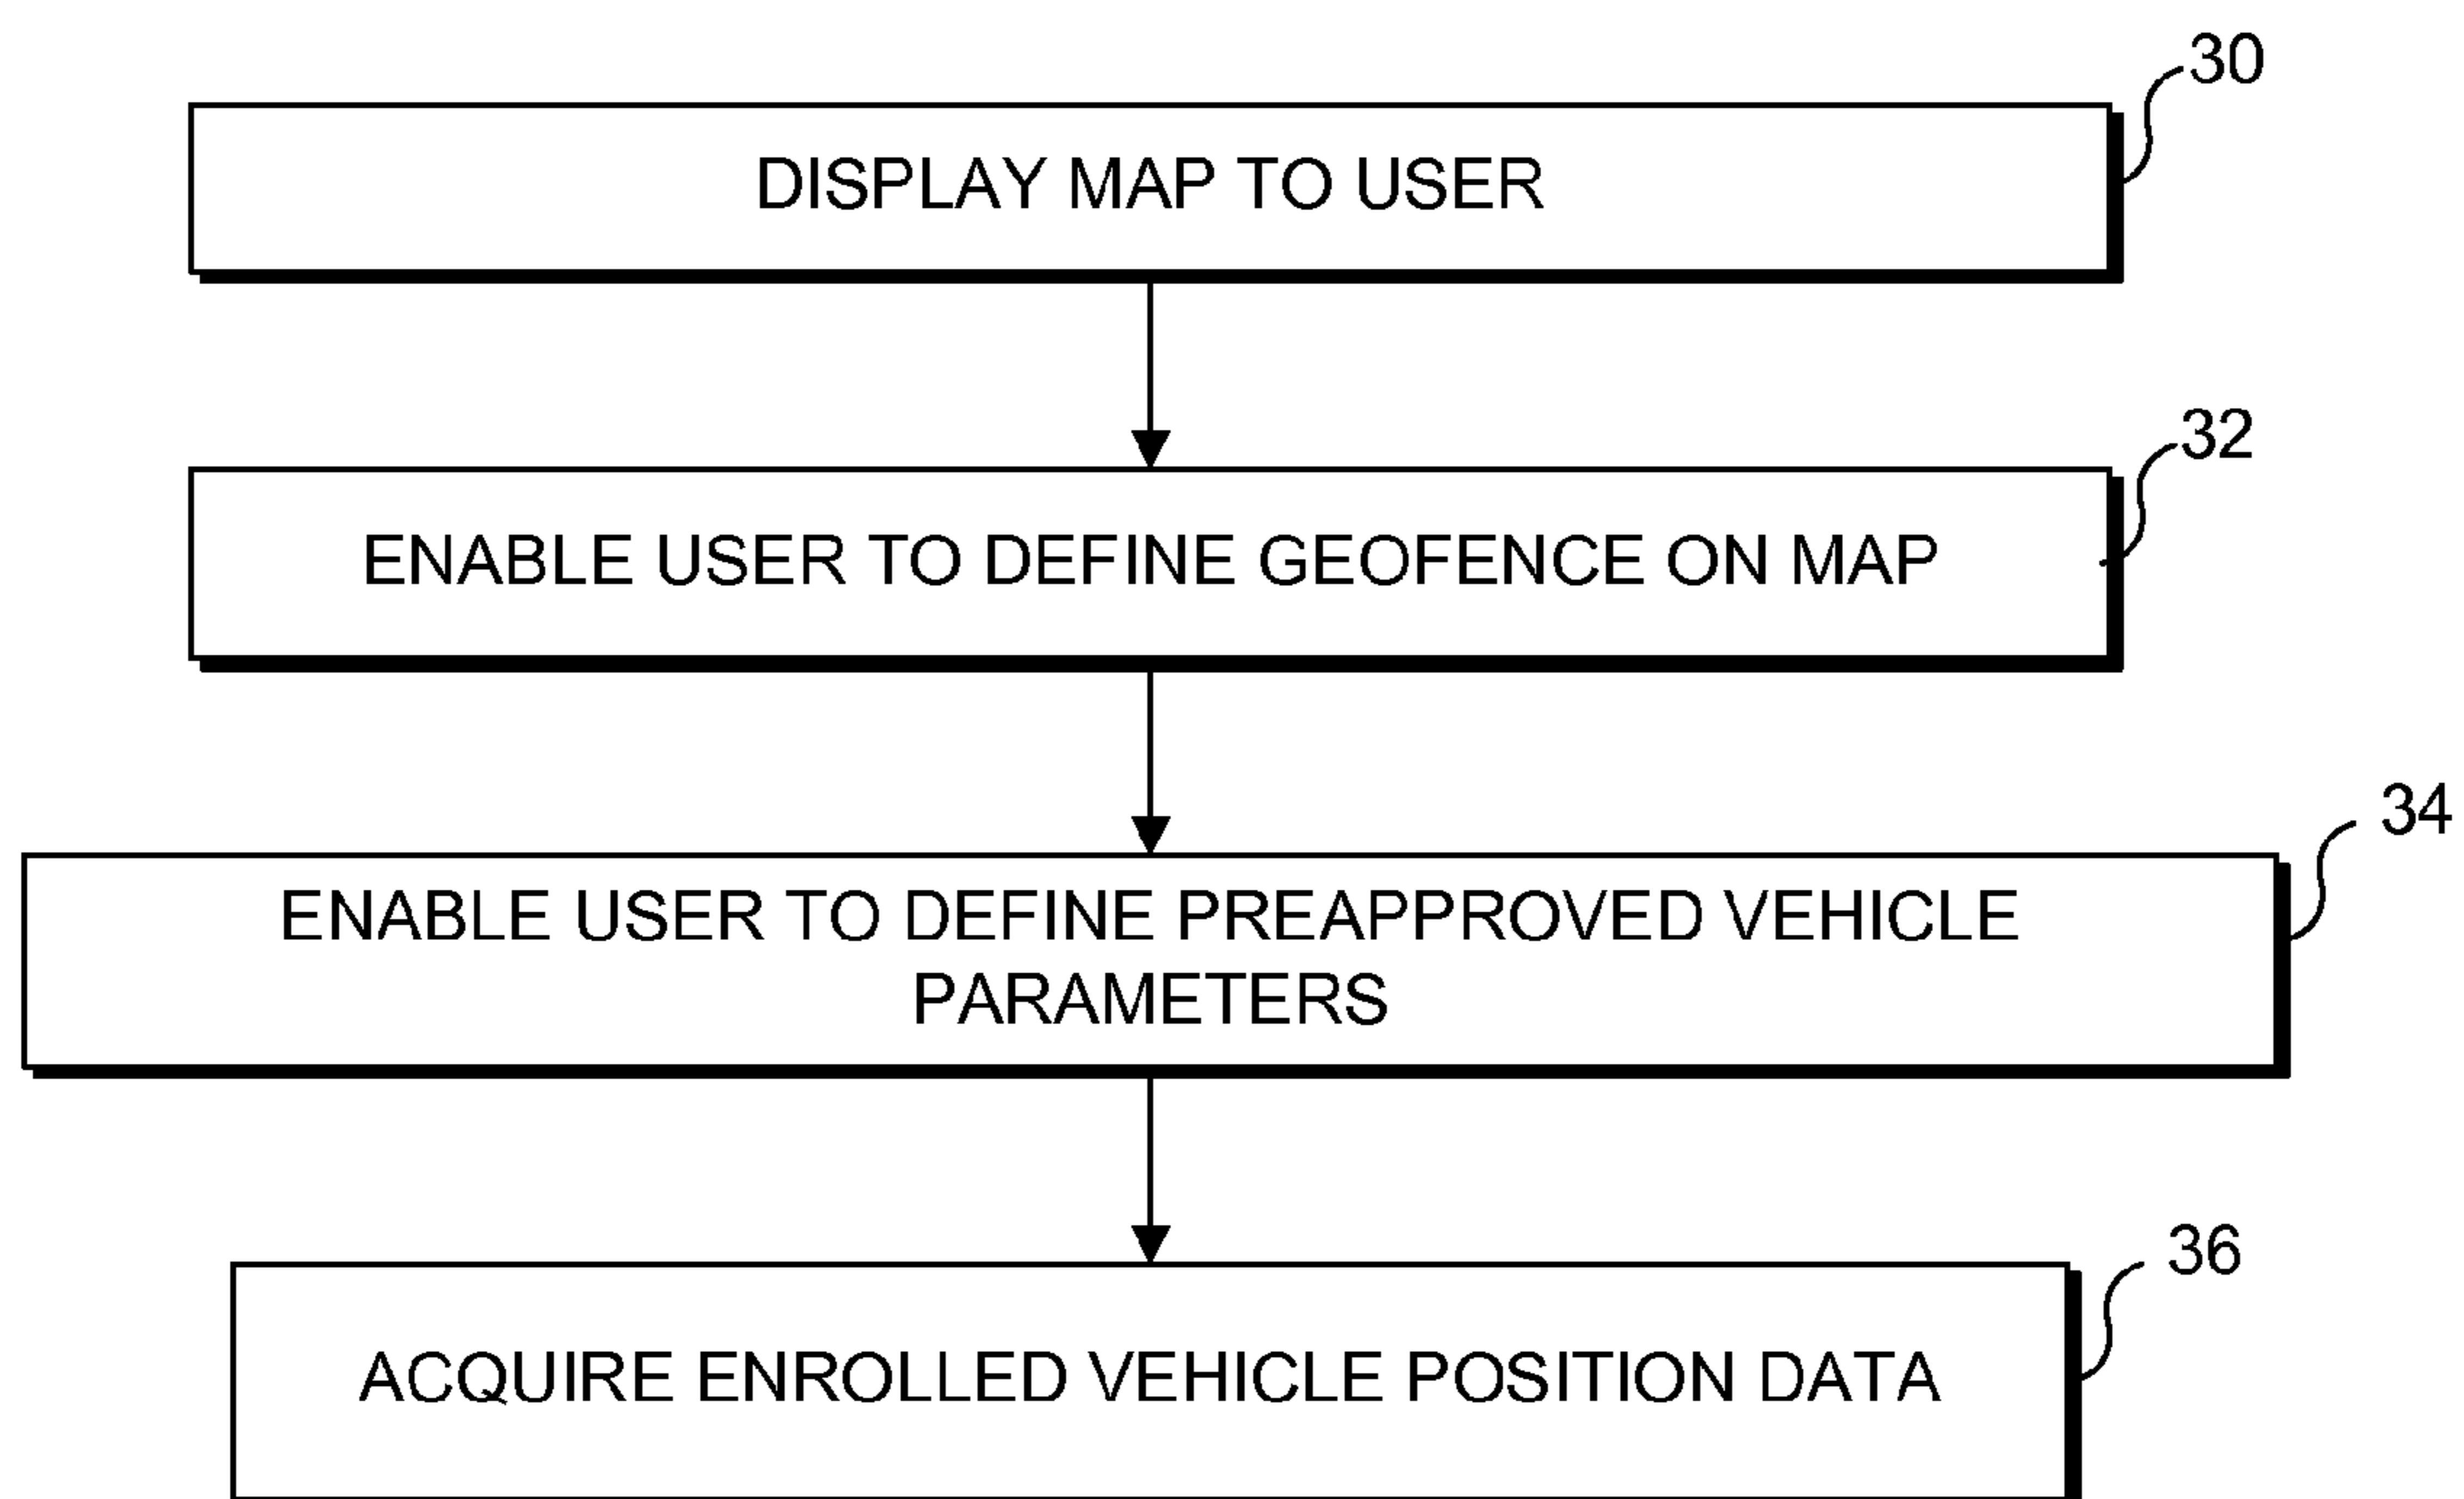 30
DISPLAY MAP TO USER
32
ENABLE USER TO DEFINE GEOFENCE ON MAP
34
ENABLE USER TO DEFINE PREAPPROVED VEHICLE
PARAMETERS
36
ACQUIRE ENROLLED VEHICLE POSITION DATA